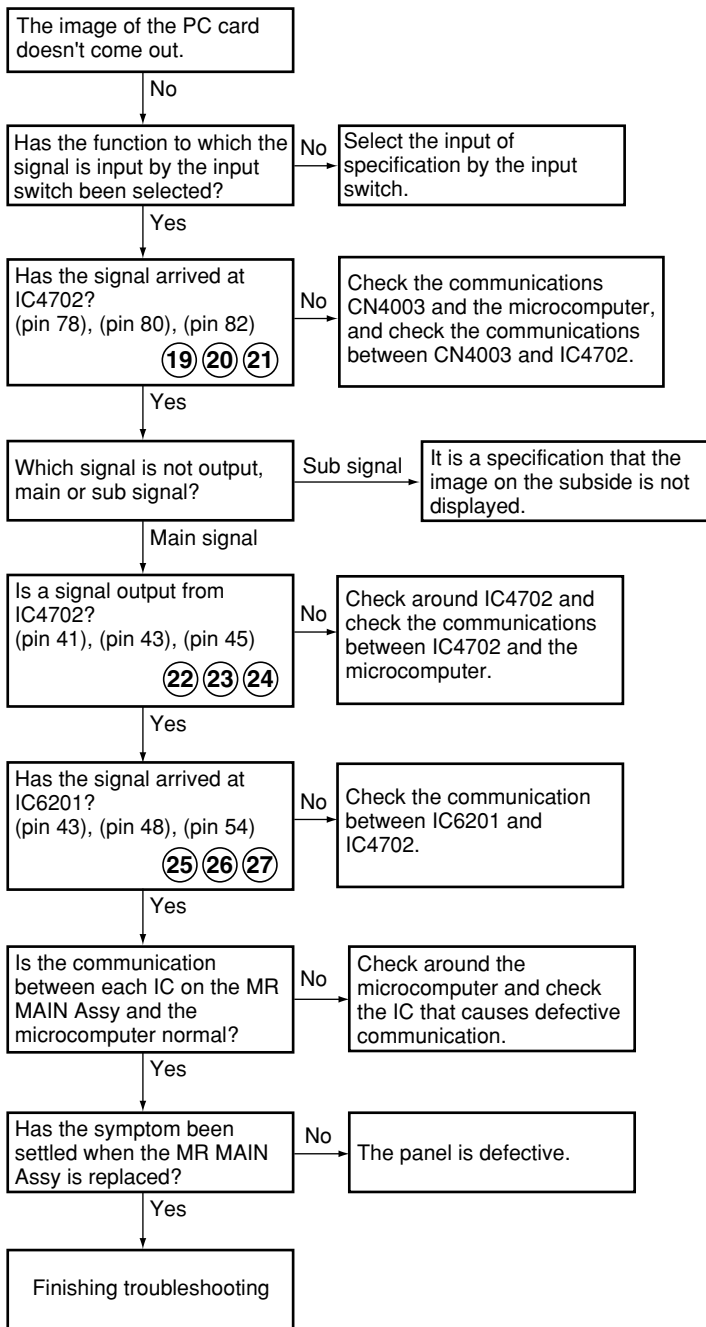 The image of the PC card
doesn't come out.
No
Has the function to which the
signal is input by the input
switch been selected?
No
Select the input of
specification by the input
switch.
Yes
Has the signal arrived at
IC4702?
(pin 78), (pin 80), (pin 82)
19 20 21
No
Check the communications
CN4003 and the microcomputer,
and check the communications
between CN4003 and IC4702.
Yes
Which signal is not output,
main or sub signal?
Sub signal
It is a specification that the
image on the subside is not
displayed.
Main signal
Is a signal output from
IC4702?
(pin 41), (pin 43), (pin 45)
22 23 24
No
Check around IC4702 and
check the communications
between IC4702 and the
microcomputer.
Yes
Has the signal arrived at
IC6201?
(pin 43), (pin 48), (pin 54)
25 26 27
No
Check the communication
between IC6201 and
IC4702.
Yes
Is the communication
between each IC on the MR
MAIN Assy and the
microcomputer normal?
No
Check around the
microcomputer and check
the IC that causes defective
communication.
Yes
Has the symptom been
settled when the MR MAIN
Assy is replaced?
No
The panel is defective.
Yes
Finishing troubleshooting